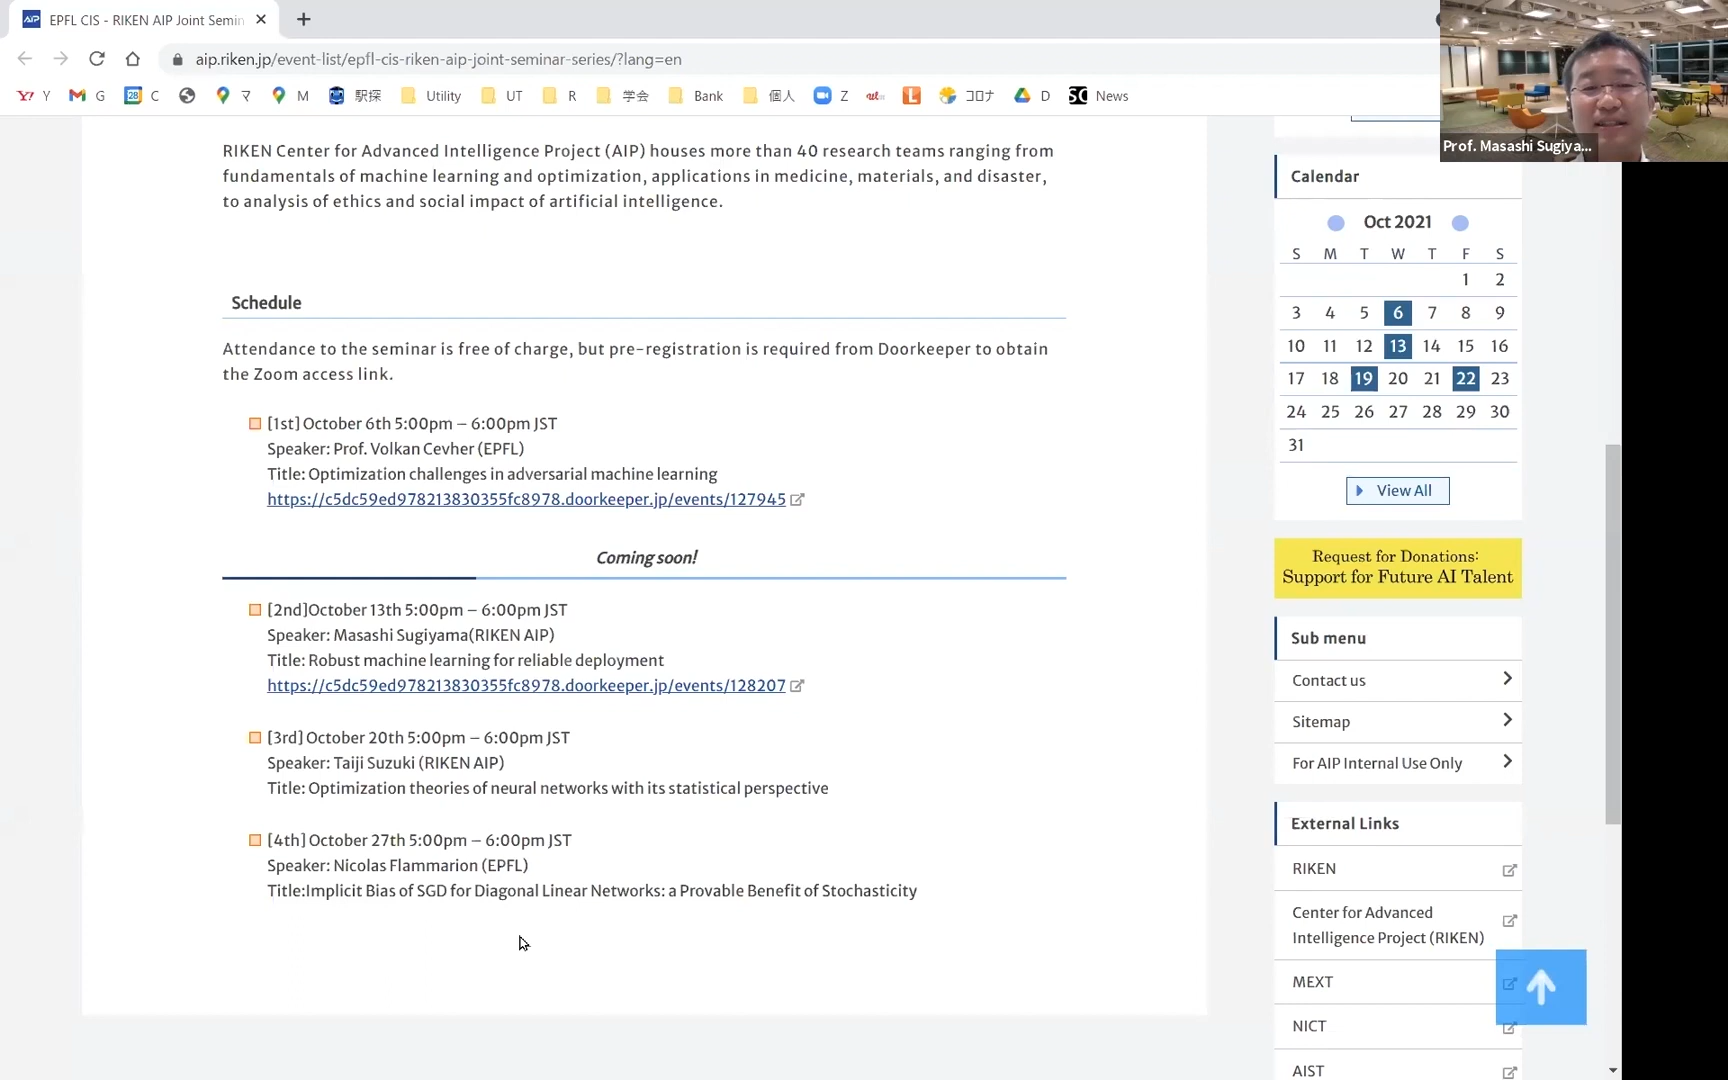 EPFL CIS - RIKEN AIP Joint Semin
aip.riken.jp/event-list/epfl-cis-riken-aip-joint-seminar-series/?lang=en
Y G C マ M 駅探 Utility UT R 学会 Bank 個人 Z L コロナ D News
Prof. Masashi Sugiya...
RIKEN Center for Advanced Intelligence Project (AIP) houses more than 40 research teams ranging from
fundamentals of machine learning and optimization, applications in medicine, materials, and disaster,
to analysis of ethics and social impact of artificial intelligence.
Schedule
Attendance to the seminar is free of charge, but pre-registration is required from Doorkeeper to obtain
the Zoom access link.
[1st] October 6th 5:00pm – 6:00pm JST
Speaker: Prof. Volkan Cevher (EPFL)
Title: Optimization challenges in adversarial machine learning
https://c5dc59ed978213830355fc8978.doorkeeper.jp/events/127945
Coming soon!
[2nd]October 13th 5:00pm – 6:00pm JST
Speaker: Masashi Sugiyama(RIKEN AIP)
Title: Robust machine learning for reliable deployment
https://c5dc59ed978213830355fc8978.doorkeeper.jp/events/128207
[3rd] October 20th 5:00pm – 6:00pm JST
Speaker: Taiji Suzuki (RIKEN AIP)
Title: Optimization theories of neural networks with its statistical perspective
[4th] October 27th 5:00pm – 6:00pm JST
Speaker: Nicolas Flammarion (EPFL)
Title:Implicit Bias of SGD for Diagonal Linear Networks: a Provable Benefit of Stochasticity
Calendar
Oct 2021
S M T W T F S
1 2
3 4 5 6 7 8 9
10 11 12 13 14 15 16
17 18 19 20 21 22 23
24 25 26 27 28 29 30
31
View All
Request for Donations:
Support for Future AI Talent
Sub menu
Contact us
Sitemap
For AIP Internal Use Only
External Links
RIKEN
Center for Advanced
Intelligence Project (RIKEN)
MEXT
NICT
AIST